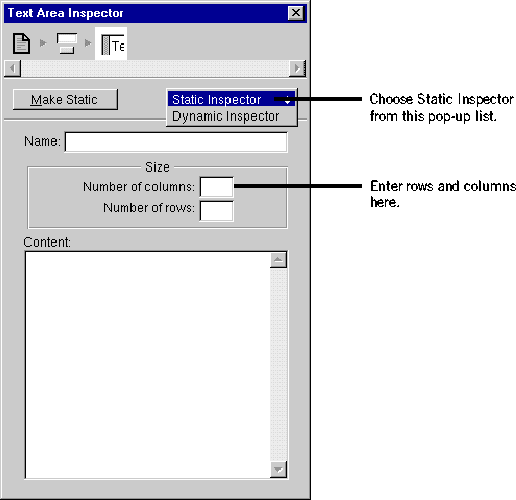 Text Area Inspector
Te
Make Static
Static Inspector
Dynamic Inspector
Choose Static Inspector
from this pop-up list.
Name:
Size
Number of columns:
Number of rows:
Enter rows and columns
here.
Content: